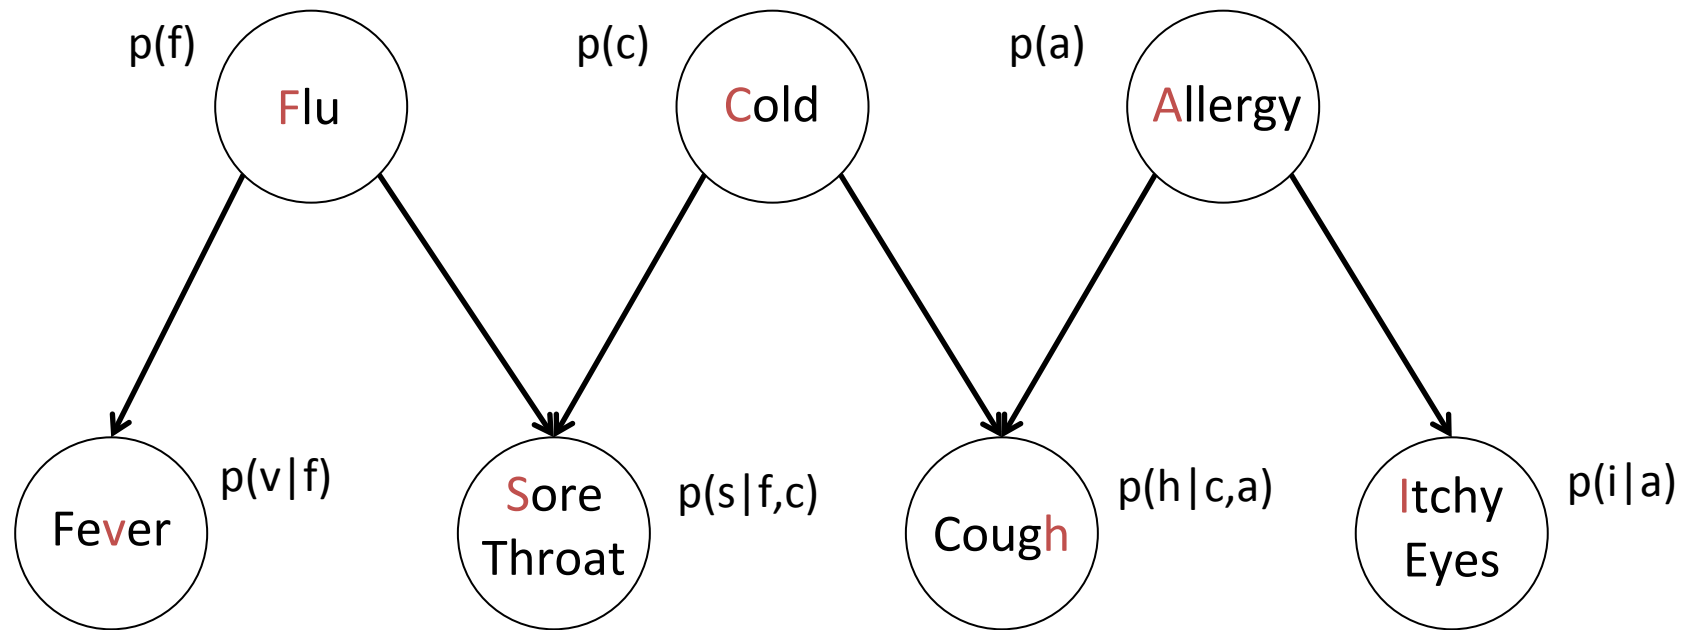 p(f)
Flu
p(c)
Cold
p(a)
Allergy
Fever
p(v|f)
Sore
Throat
p(s|f,c)
Cough
p(h|c,a)
Itchy
Eyes
p(i|a)